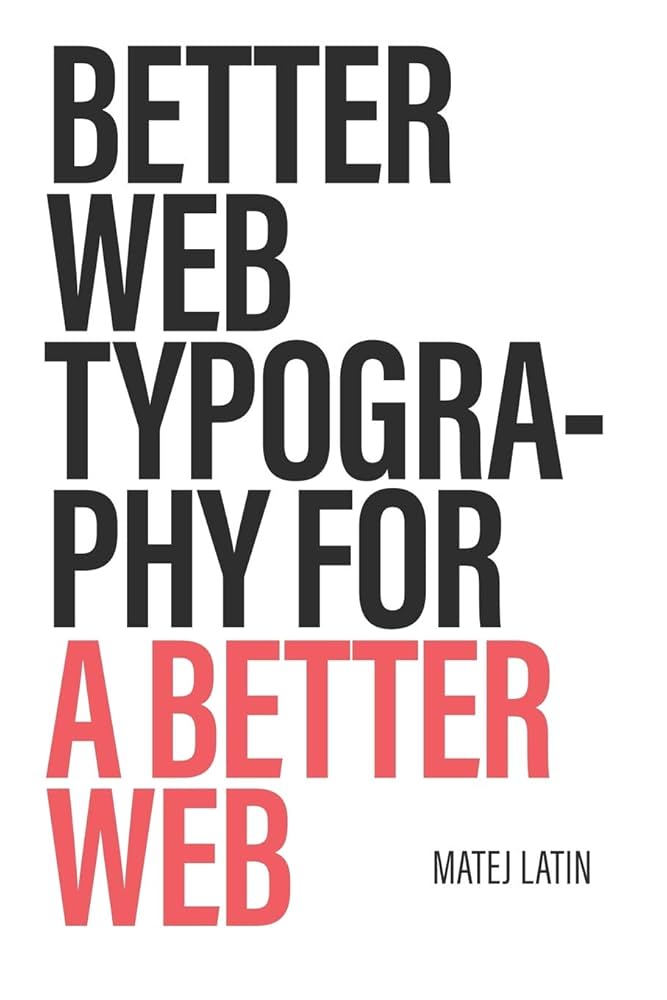 BETTER
WEB
TYPOGRA-
PHY FOR
A BETTER
WEB
MATEJ LATIN